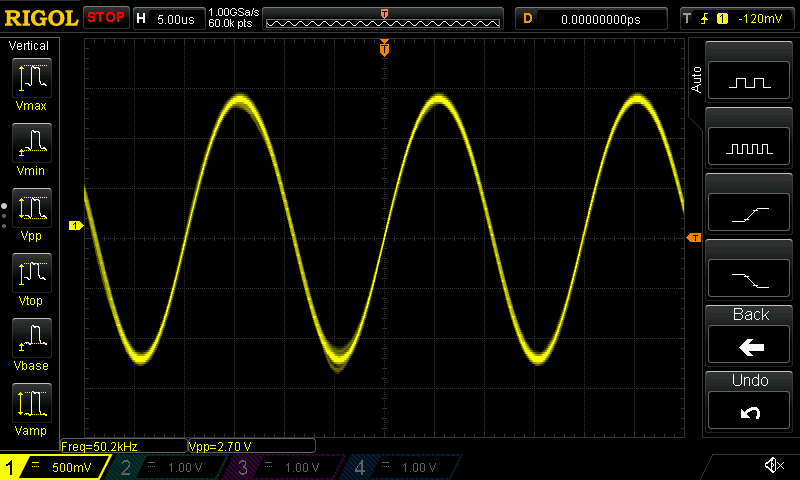 RIGOL STOP H 5.00us 1.00GSa/s
60.0k pts
T
D 0.00000000ps T 1 -120mV
Vertical
Vmax
Vmin
Vpp
Vtop
Vbase
Vamp
T
1
T
Auto
Back
Undo
Freq=50.2kHz Vpp=2.70 V
1 500mV 2 1.00 V 3 1.00 V 4 1.00 V